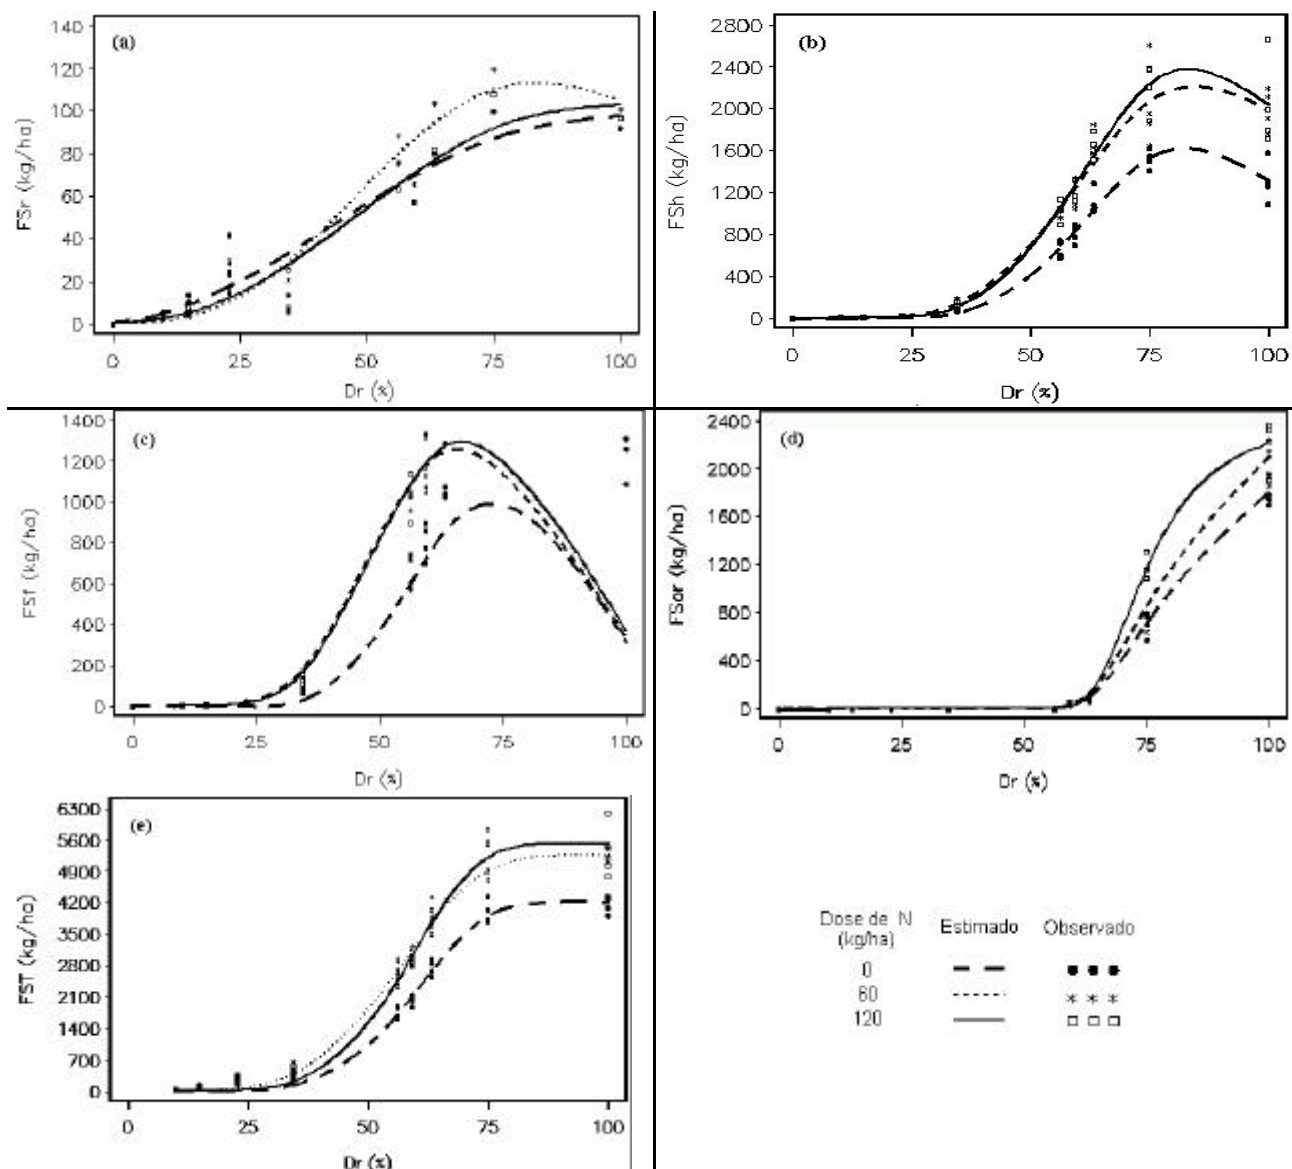 (a)
FSr (kg/ha)
140
120
100
80
60
40
20
0
0 25 50 75 100
Dr (%)
(b)
FSh (kg/ha)
2800
2400
2000
1600
1200
800
400
0
0 25 50 75 100
Dr (%)
(c)
FSf (kg/ha)
1400
1200
1000
800
600
400
200
0
0 25 50 75 100
Dr (%)
(d)
FSor (kg/ha)
2400
2000
1600
1200
800
400
0
0 25 50 75 100
Dr (%)
(e)
FST (kg/ha)
6300
5600
4900
4200
3500
2800
2100
1400
700
0
0 25 50 75 100
Dr (%)
Dose de N Estimado Observado
(kg/ha)
0
60
120